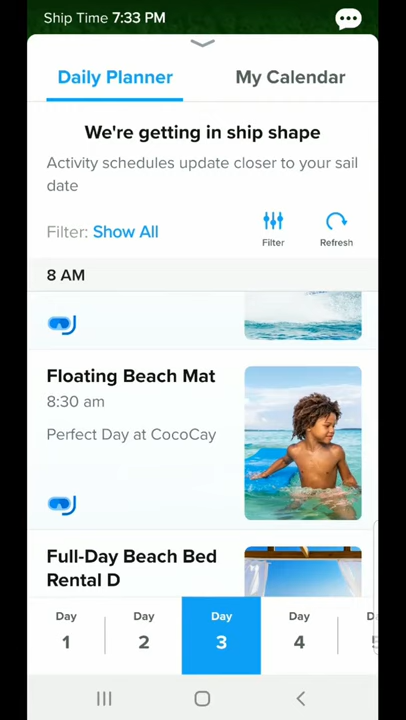 Ship Time 7:33 PM
Daily Planner
My Calendar
We're getting in ship shape
Activity schedules update closer to your sail
date
Filter: Show All
Filter
Refresh
8 AM
Floating Beach Mat
8:30 am
Perfect Day at CocoCay
Full-Day Beach Bed
Rental D
Day
1
Day
2
Day
3
Day
4